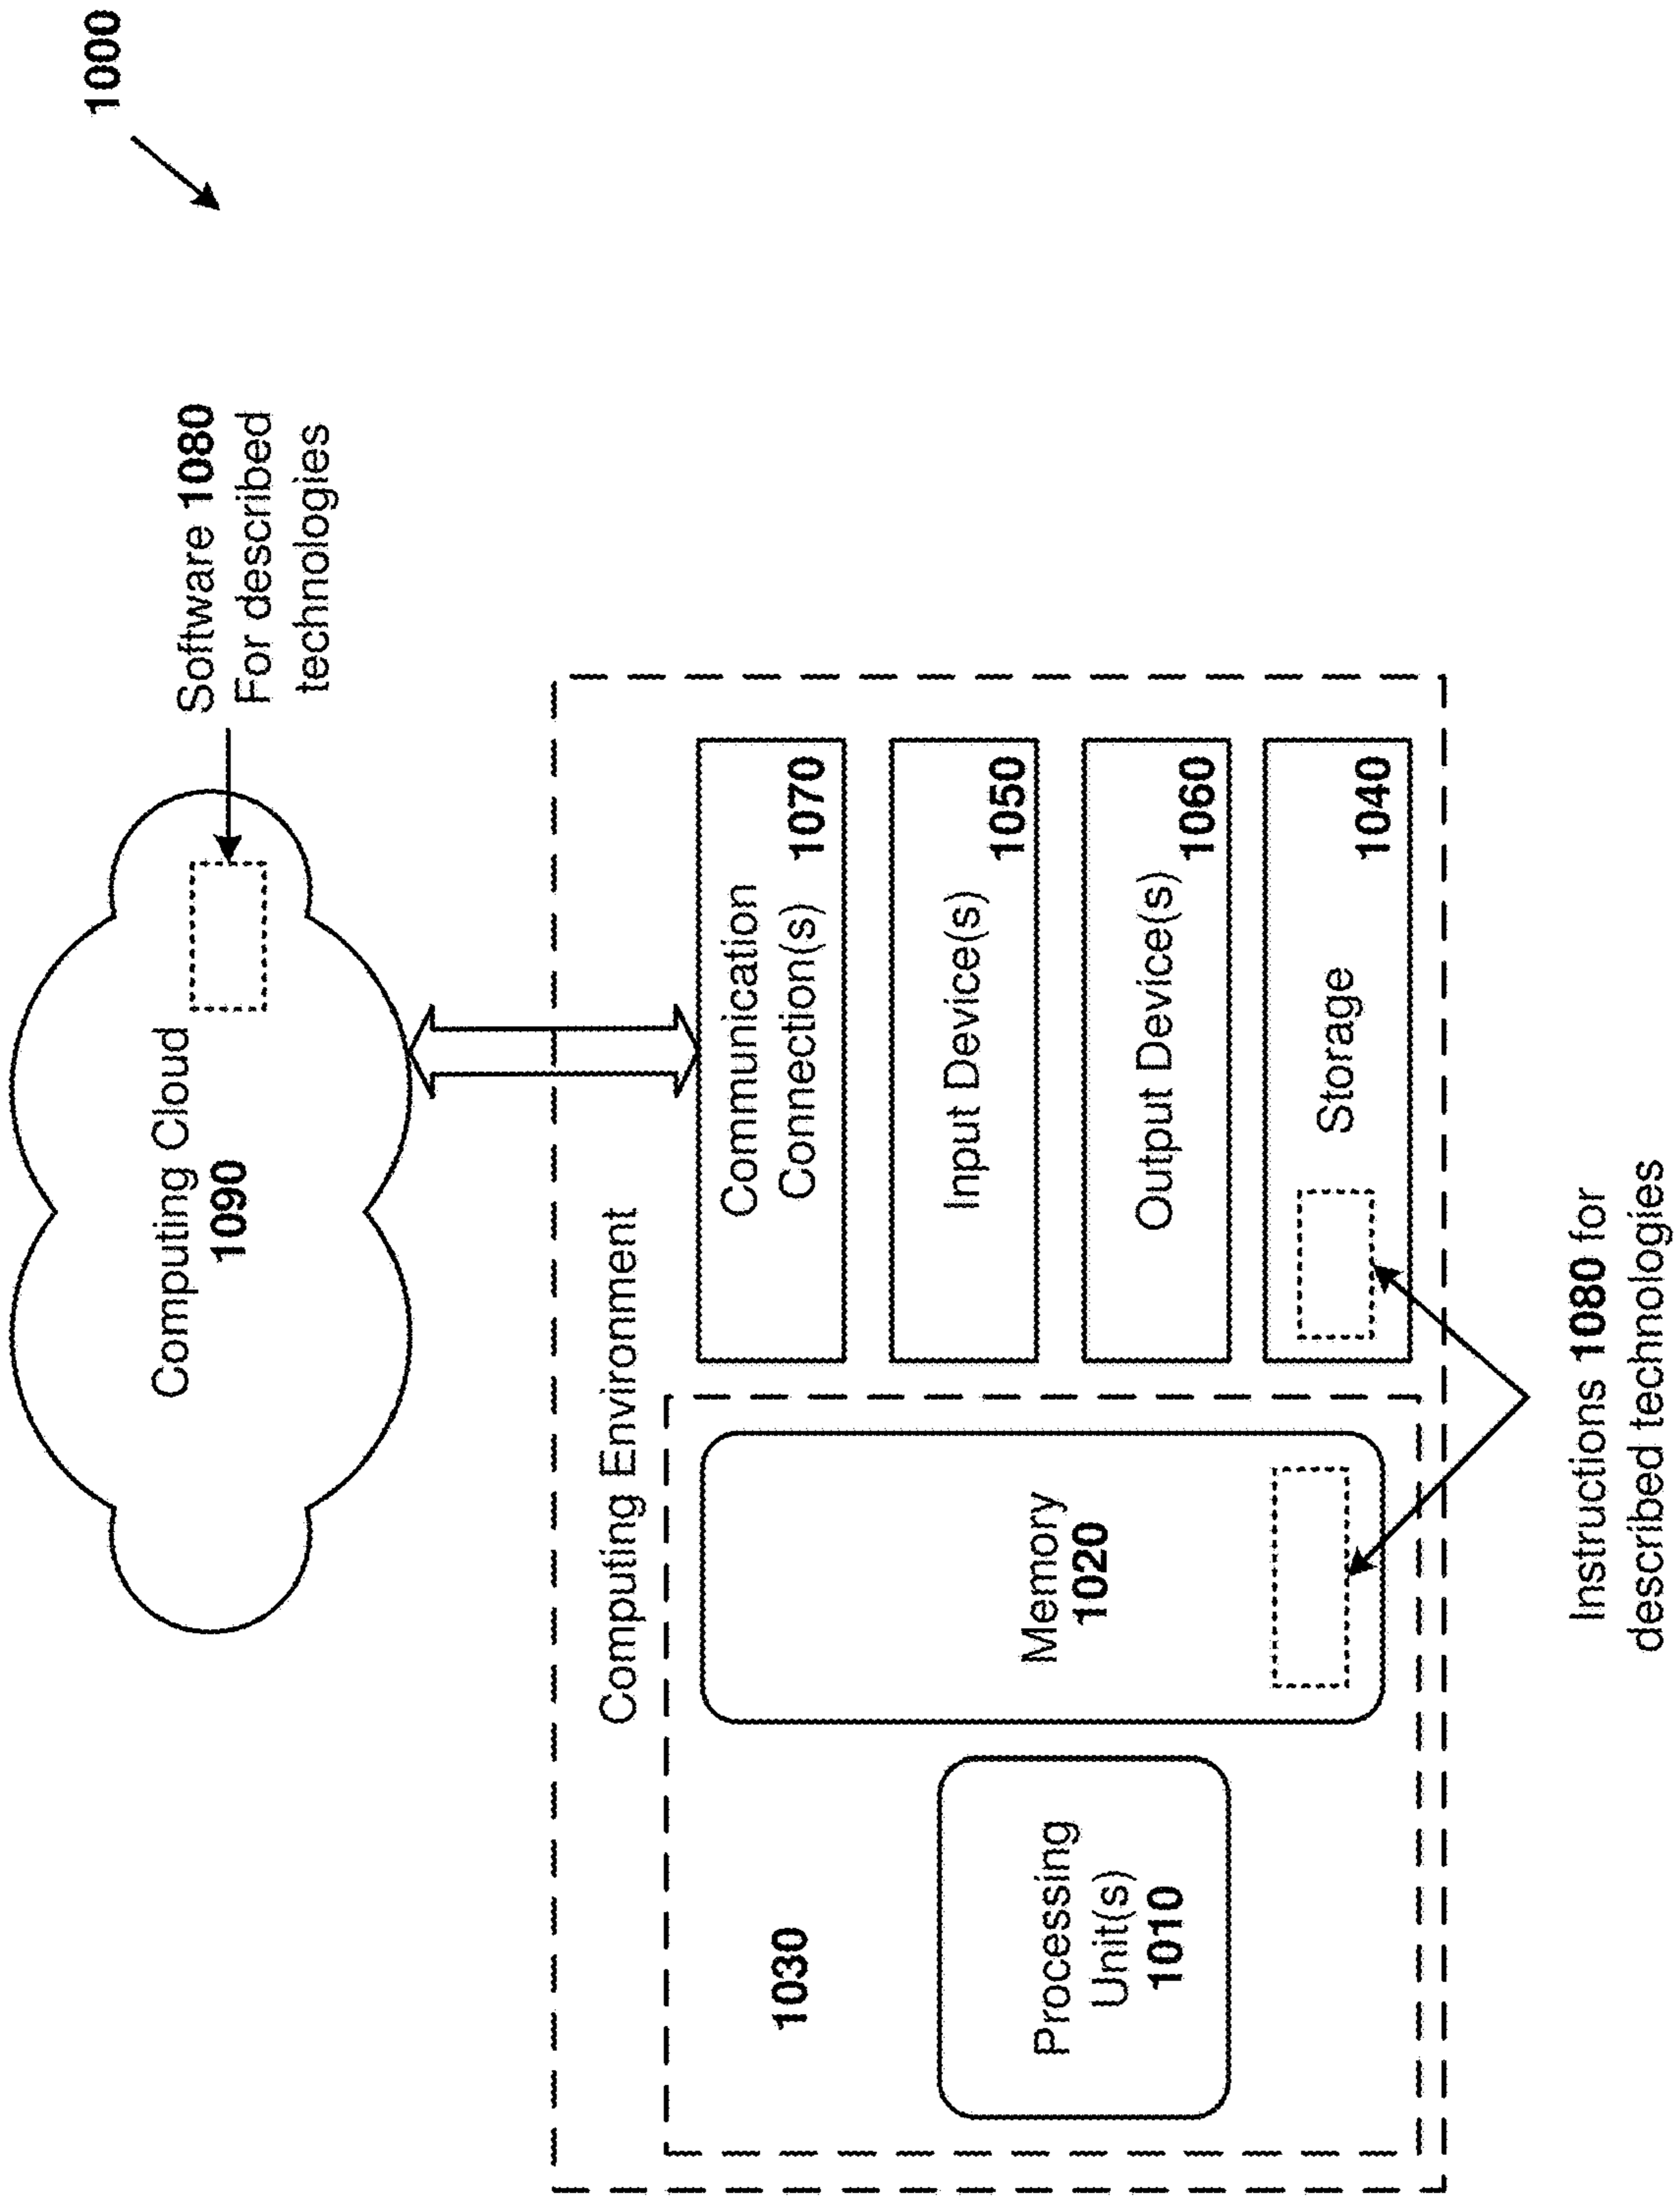 1000
Software 1080
For described
technologies
Computing Cloud
1090
Computing Environment
Communication
Connection(s) 1070
Input Device(s)
1050
Output Device(s)
1060
Storage
1040
1030
Memory
1020
Processing
Unit(s)
1010
Instructions 1080 for
described technologies